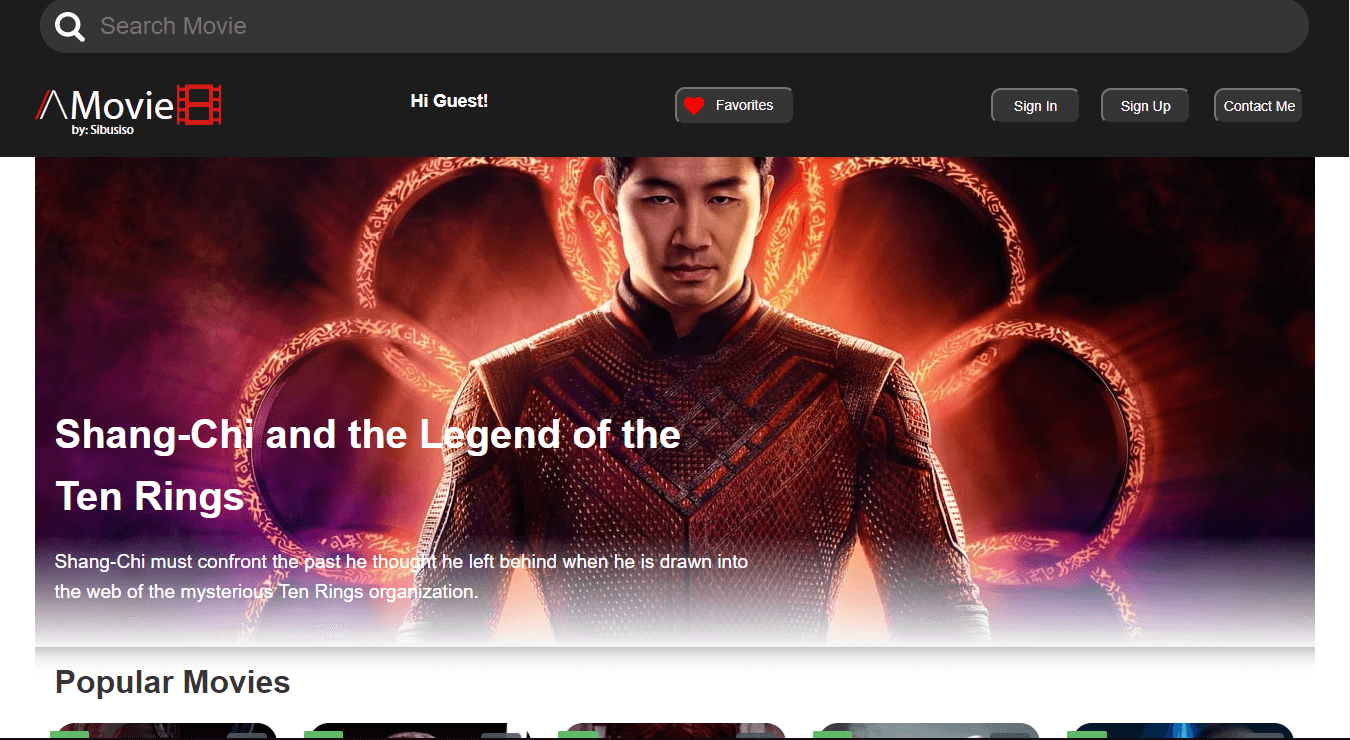 Search Movie
Movie
by: Sibusiso
Hi Guest!
Favorites
Sign In
Sign Up
Contact Me
Shang-Chi and the Legend of the
Ten Rings
Shang-Chi must confront the past he thought he left behind when he is drawn into
the web of the mysterious Ten Rings organization.
Popular Movies